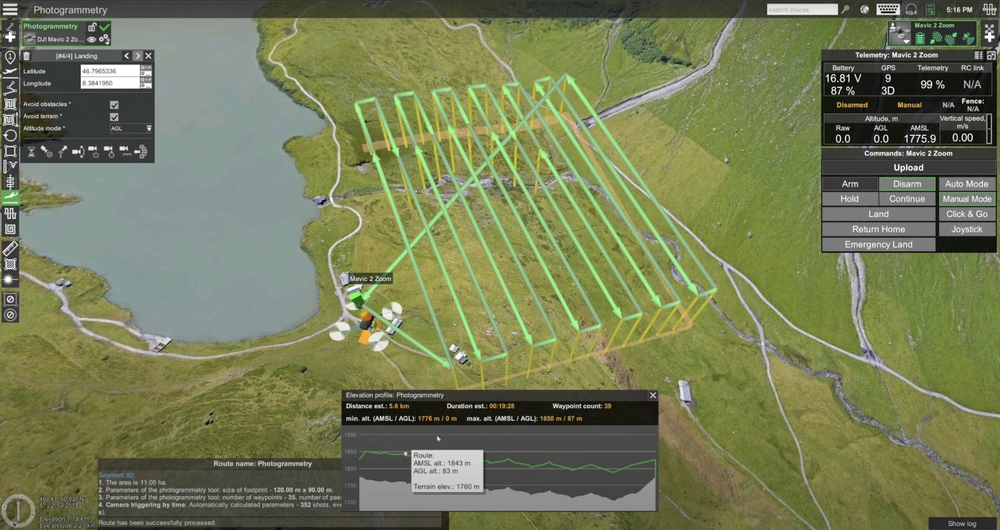 Photogrammetry
search places
ADS-B
5:16 PM
Photogrammetry
DJI Mavic 2 Zo...
Mavic 2 Zoom
[#4/4] Landing
Latitude
46.7965336
Longitude
8.3841950
Avoid obstacles *
Avoid terrain *
Altitude mode *
AGL
Telemetry: Mavic 2 Zoom
Battery GPS Telemetry RC link
16.81 V 9 99 % N/A
87 % 3D
Disarmed Manual N/A Fence: N/A
Altitude, m
Vertical speed, m/s
Raw AGL AMSL
0.0 0.0 1775.9 0.00
Commands: Mavic 2 Zoom
Upload
Arm Disarm Auto Mode
Hold Continue Manual Mode
Land Click & Go
Return Home Joystick
Emergency Land
Mavic 2 Zoom
Elevation profile: Photogrammetry
Distance est.: 5.6 km Duration est.: 00:19:28 Waypoint count: 39
min. alt. (AMSL / AGL): 1776 m / 0 m max. alt. (AMSL / AGL): 1850 m / 87 m
1900
1850
1800
1750
1700
Route:
AMSL alt.: 1843 m
AGL alt.: 83 m
Terrain elev.: 1760 m
Route name: Photogrammetry
Segment #2:
1. The area is 11.05 ha.
2. Parameters of the photogrammetry tool: size of footprint - 120.00 m x 90.00 m.
3. Parameters of the photogrammetry tool: number of waypoints - 35, number of pas
4. Camera triggering by time: Automatically calculated parameters - 352 shots, eve
s).
Route has been successfully processed.
46° 47' 50.62" N
8° 22' 59.20" E
Elevation 1.78 km
Eye altitude 2.21 km
N
Show log